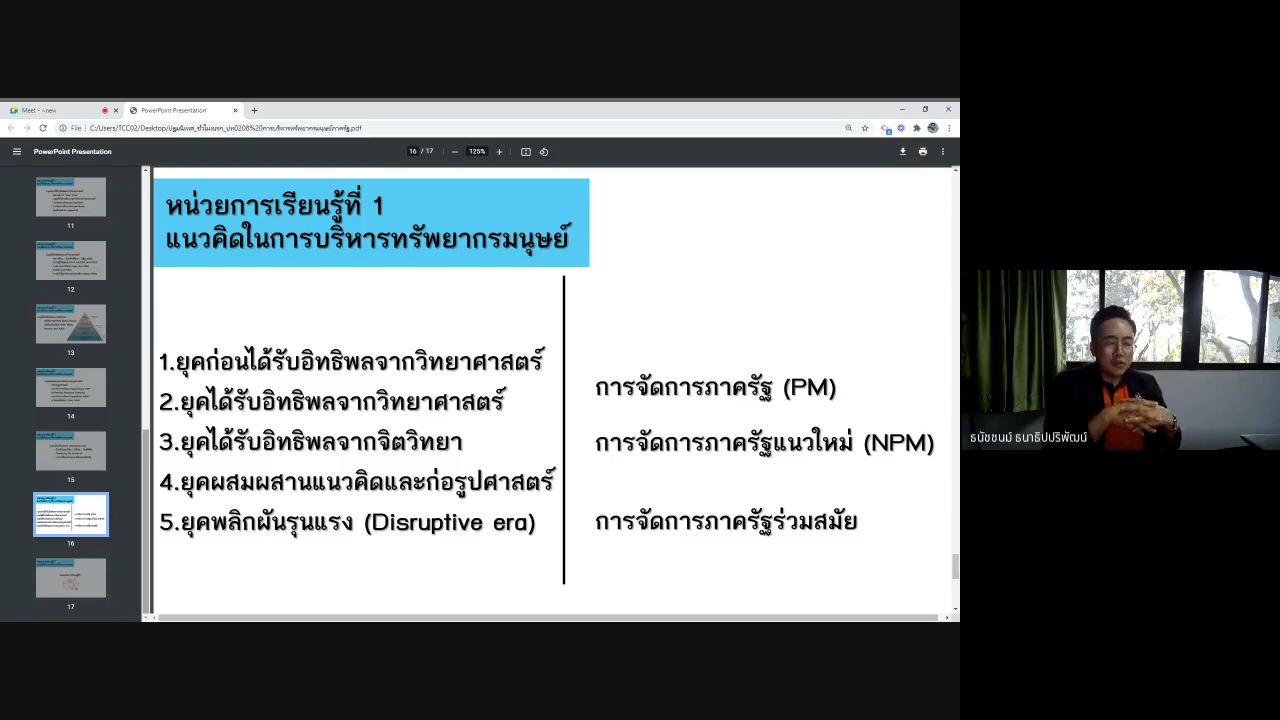 Meet - ~new
PowerPoint Presentation
File
PowerPoint Presentation
16 / 17
125%
หน่วยการเรียนรู้ที่ 1
แนวคิดในการบริหารทรัพยากรมนุษย์
1.ยุคก่อนได้รับอิทธิพลจากวิทยาศาสตร์
2.ยุคได้รับอิทธิพลจากวิทยาศาสตร์
3.ยุคได้รับอิทธิพลจากจิตวิทยา
4.ยุคผสมผสานแนวคิดและก่อรูปศาสตร์
5.ยุคพลิกผันรุนแรง (Disruptive era)
การจัดการภาครัฐ (PM)
การจัดการภาครัฐแนวใหม่ (NPM)
การจัดการภาครัฐร่วมสมัย
11
12
13
14
15
16
17
ธนัชชนม์ ธนาธิปปริพัฒน์